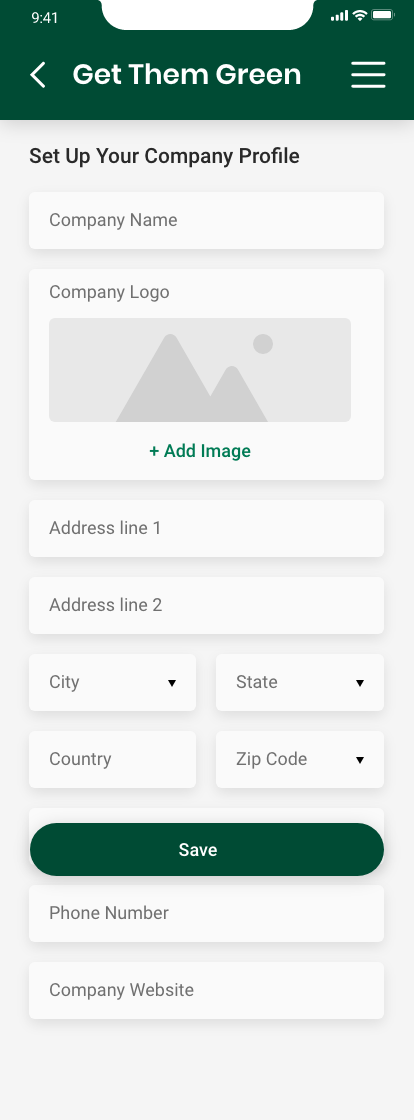 9:41
Get Them Green
Set Up Your Company Profile
Company Name
Company Logo
+ Add Image
Address line 1
Address line 2
City
State
Country
Zip Code
Save
Phone Number
Company Website